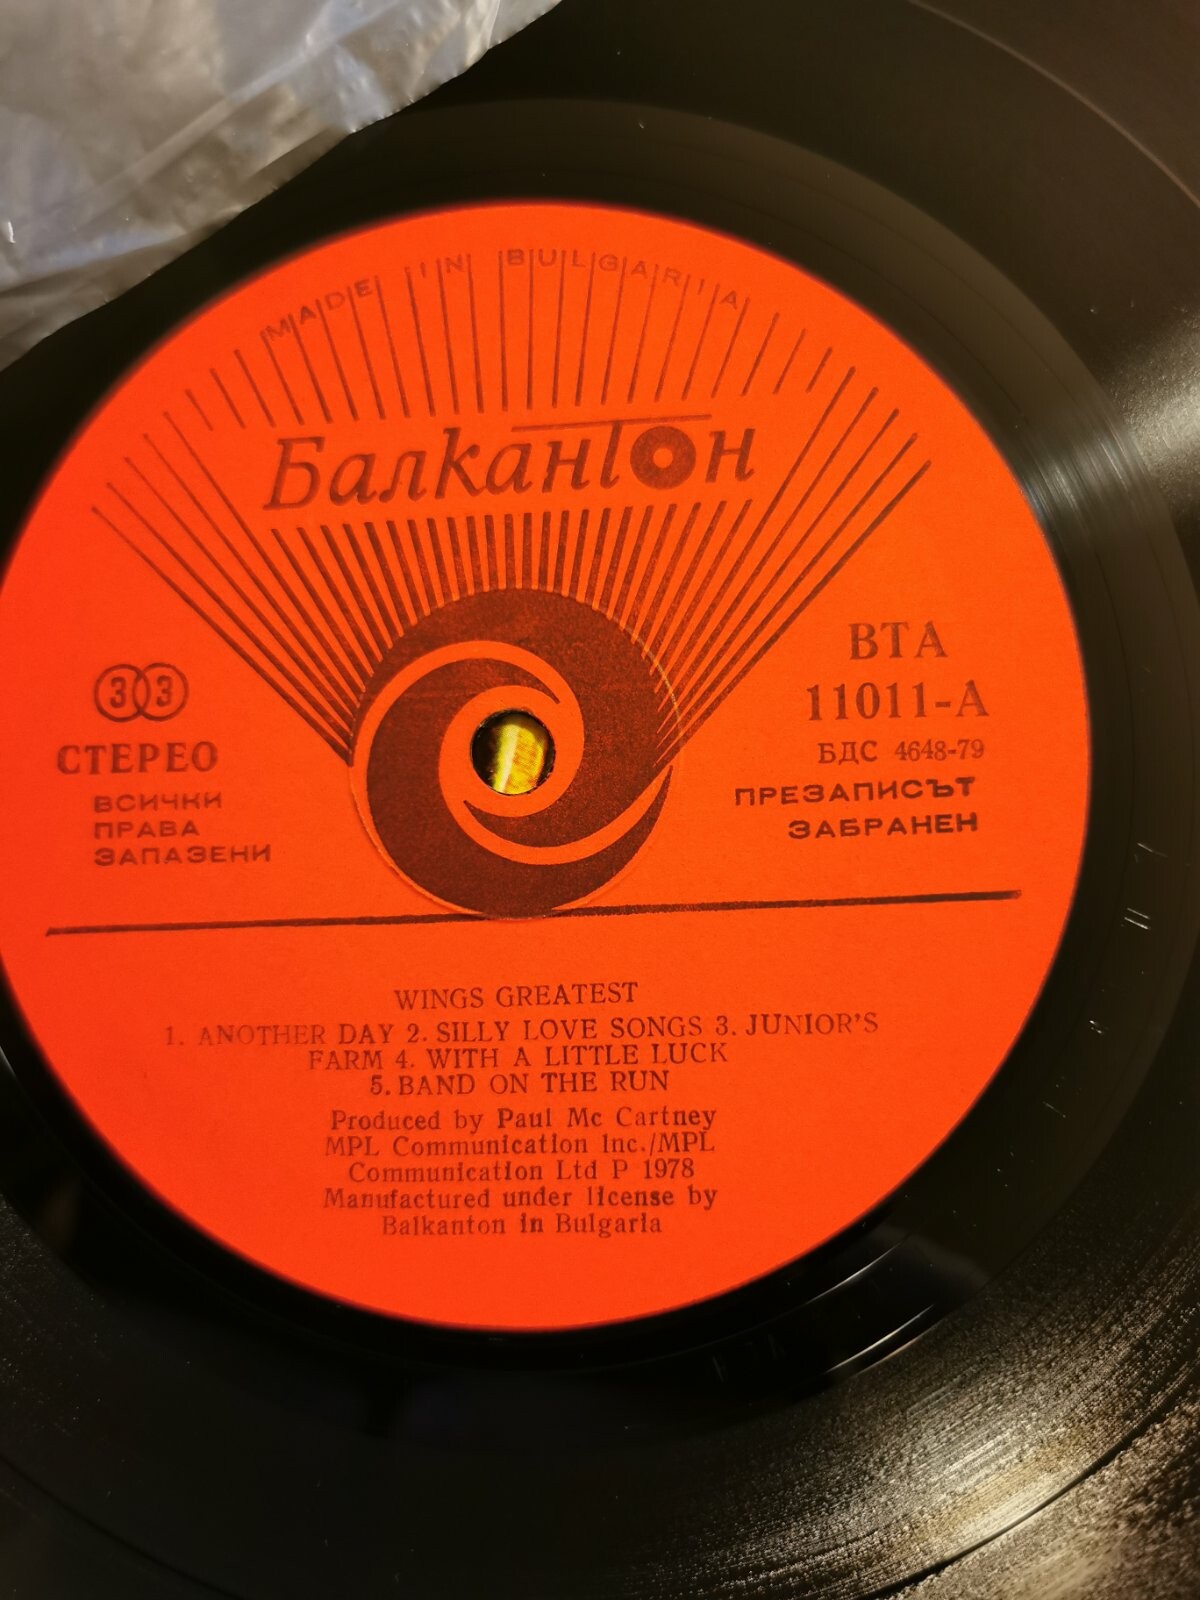 MADE IN BULGARIA
Балкантон
33
СТЕРЕО
ВСИЧКИ
ПРАВА
ЗАПАЗЕНИ
ВТА
11011-А
БДС 4648-79
ПРЕЗАПИСЪТ
ЗАБРАНЕН
WINGS GREATEST
1. ANOTHER DAY 2. SILLY LOVE SONGS 3. JUNIOR'S
FARM 4. WITH A LITTLE LUCK
5. BAND ON THE RUN
Produced by Paul Mc Cartney
MPL Communication Inc./MPL
Communication Ltd P 1978
Manufactured under license by
Balkanton in Bulgaria